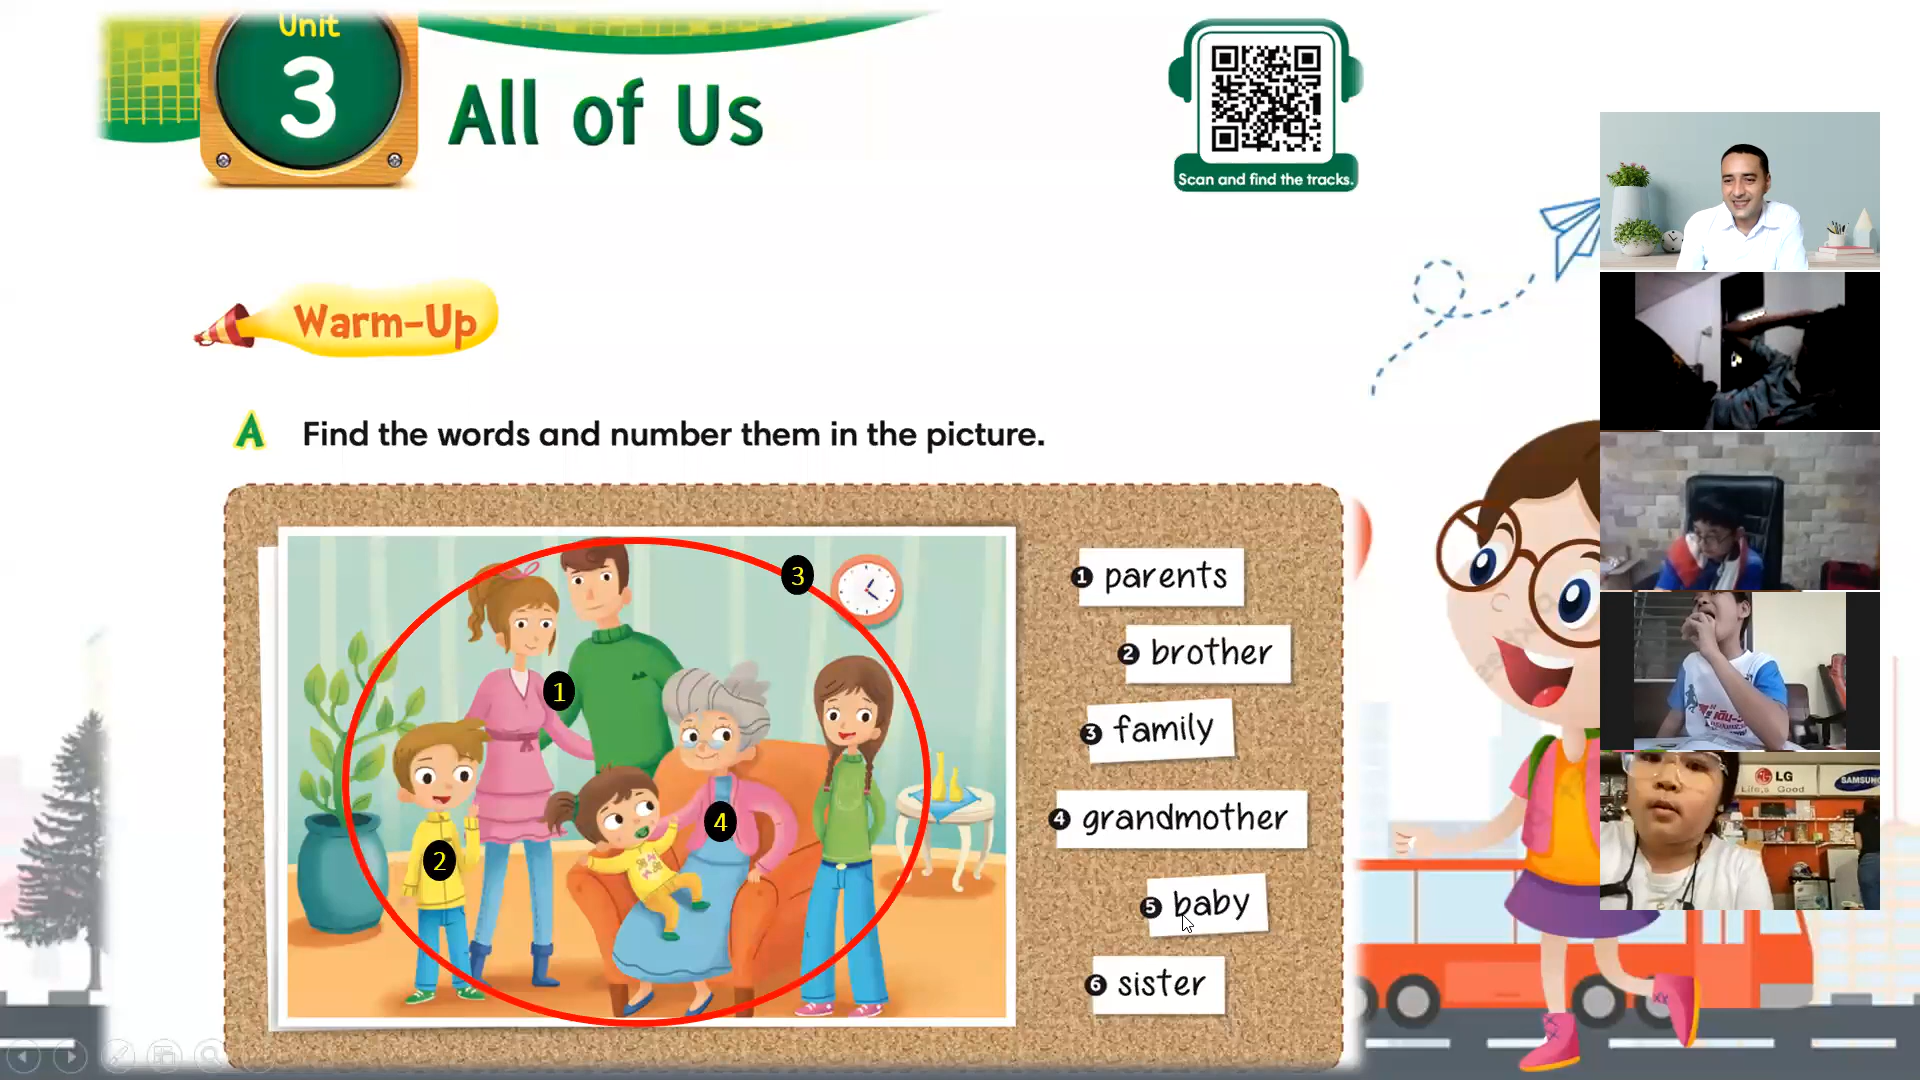 Unit
3
All of Us
Scan and find the tracks.
Warm-Up
A Find the words and number them in the picture.
3
1
4
2
1 parents
2 brother
3 family
4 grandmother
5 baby
6 sister
LG
Life's Good
SAMSUNG